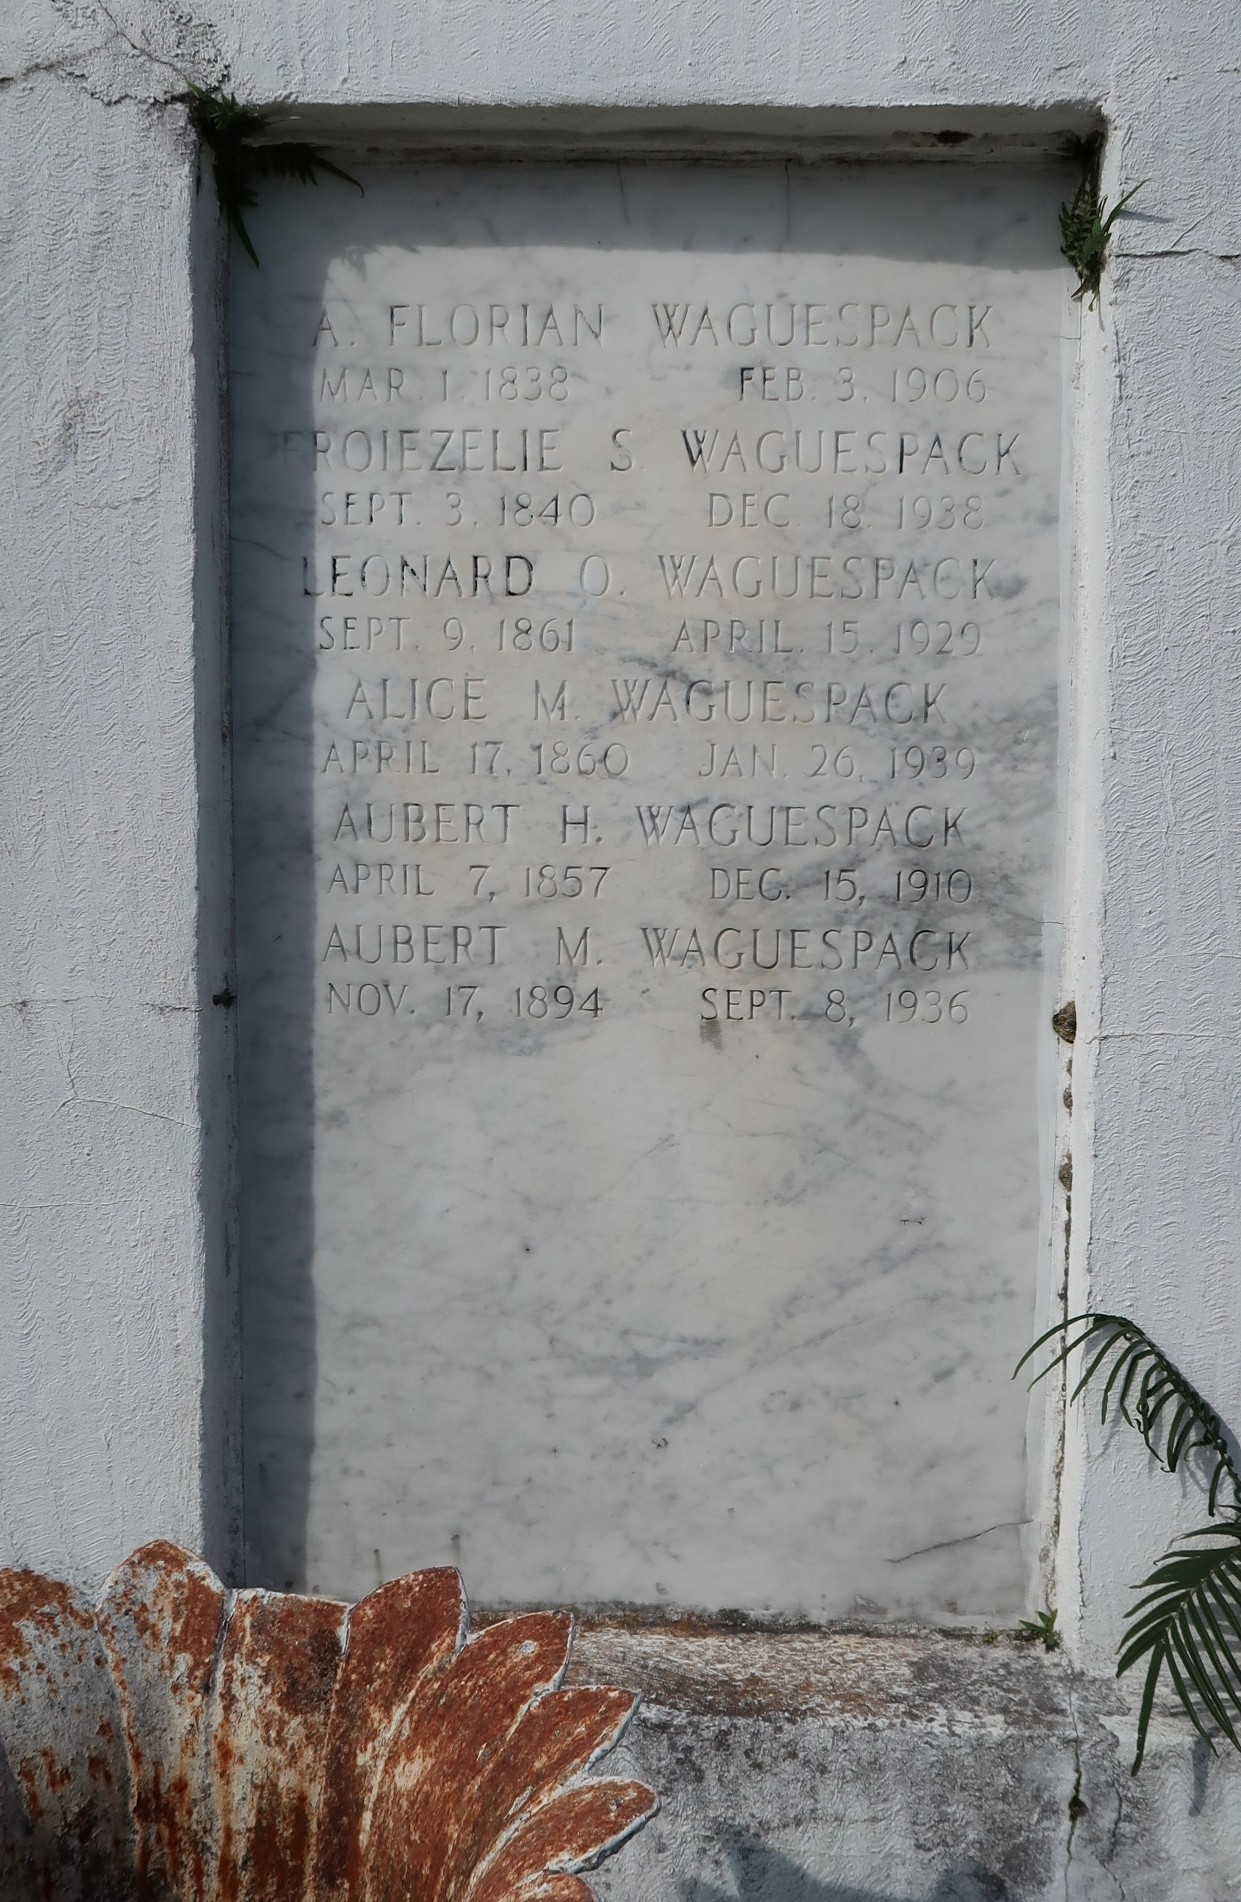 A. FLORIAN WAGUESPACK
MAR. 1, 1838 FEB. 3, 1906
FROIEZELIE S. WAGUESPACK
SEPT. 3, 1840 DEC. 18, 1938
LEONARD O. WAGUESPACK
SEPT. 9, 1861 APRIL. 15, 1929
ALICE M. WAGUESPACK
APRIL 17, 1860 JAN. 26, 1939
AUBERT H. WAGUESPACK
APRIL 7, 1857 DEC. 15, 1910
AUBERT M. WAGUESPACK
NOV. 17, 1894 SEPT. 8, 1936